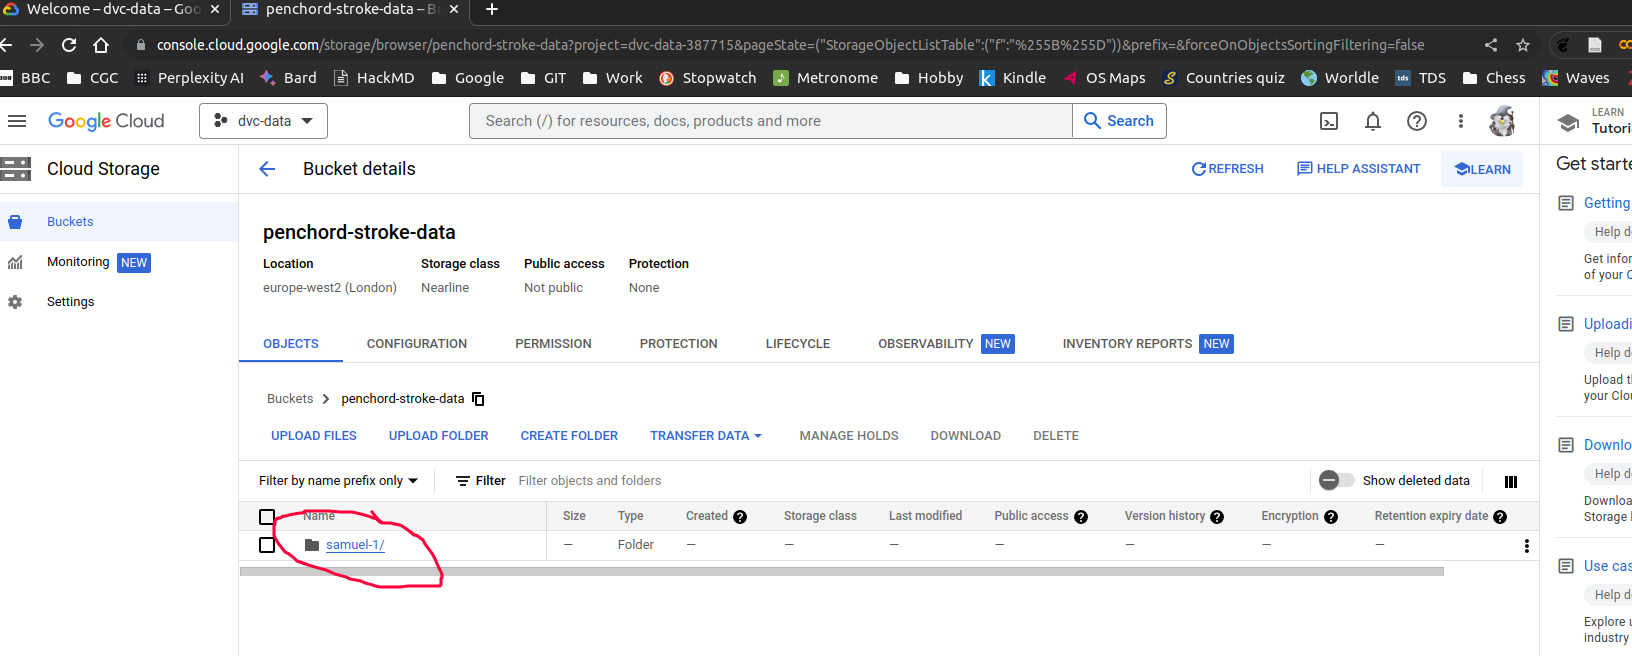 Welcome – dvc-data – Goo
penchord-stroke-data – B
console.cloud.google.com/storage/browser/penchord-stroke-data?project=dvc-data-387715&pageState=("StorageObjectListTable":("f":"%255B%255D"))&prefix=&forceOnObjectsSortingFiltering=false
BBC CGC Perplexity AI Bard HackMD Google GIT Work Stopwatch Metronome Hobby Kindle OS Maps Countries quiz Worldle tds TDS Chess Waves
Google Cloud dvc-data Search (/) for resources, docs, products and more Search
LEARN
Tutori
Cloud Storage
Buckets
Monitoring NEW
Settings
Bucket details REFRESH HELP ASSISTANT LEARN
penchord-stroke-data
Location Storage class Public access Protection
europe-west2 (London) Nearline Not public None
OBJECTS CONFIGURATION PERMISSION PROTECTION LIFECYCLE OBSERVABILITY NEW INVENTORY REPORTS NEW
Buckets > penchord-stroke-data
UPLOAD FILES UPLOAD FOLDER CREATE FOLDER TRANSFER DATA MANAGE HOLDS DOWNLOAD DELETE
Filter by name prefix only Filter Filter objects and folders Show deleted data
Name Size Type Created Storage class Last modified Public access Version history Encryption Retention expiry date
samuel-1/ — Folder — — — — — — —
Get starte
Getting
Help do
Get infor
of your C
Uploadi
Help do
Upload t
your Clou
Downlo
Help do
Downloa
Storage
Use cas
Help do
Explore u
industry